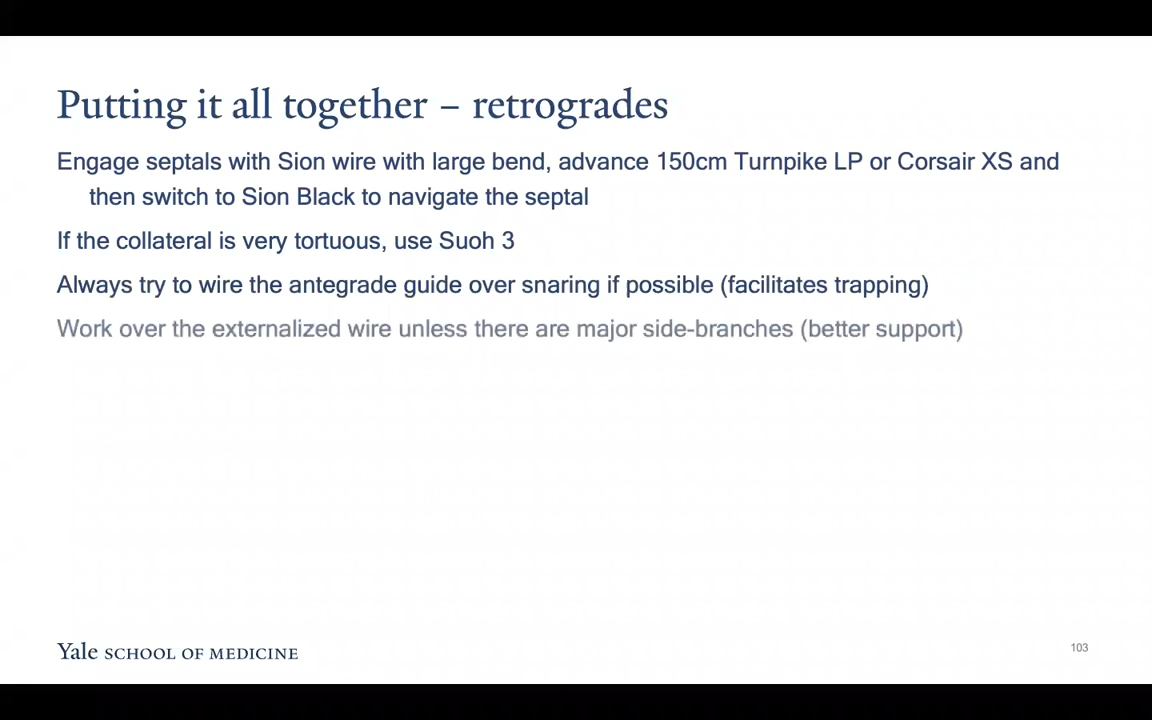 Putting it all together – retrogrades
Engage septals with Sion wire with large bend, advance 150cm Turnpike LP or Corsair XS and
then switch to Sion Black to navigate the septal
If the collateral is very tortuous, use Suoh 3
Always try to wire the antegrade guide over snaring if possible (facilitates trapping)
Work over the externalized wire unless there are major side-branches (better support)
Yale SCHOOL OF MEDICINE
103